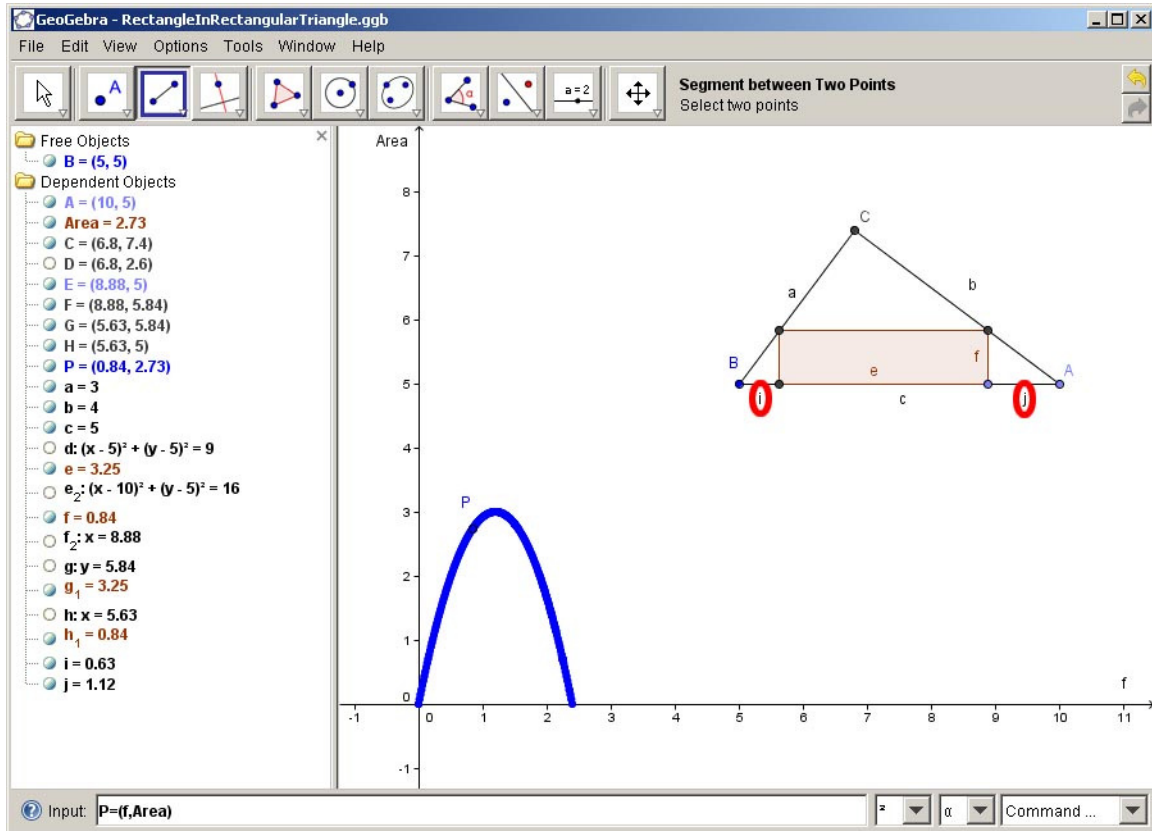 GeoGebra - RectangleInRectangularTriangle.ggb
File Edit View Options Tools Window Help
A
α
a = 2
Segment between Two Points
Select two points
Free Objects
B = (5, 5)
Dependent Objects
A = (10, 5)
Area = 2.73
C = (6.8, 7.4)
D = (6.8, 2.6)
E = (8.88, 5)
F = (8.88, 5.84)
G = (5.63, 5.84)
H = (5.63, 5)
P = (0.84, 2.73)
a = 3
b = 4
c = 5
d: (x - 5)² + (y - 5)² = 9
e = 3.25
e₂: (x - 10)² + (y - 5)² = 16
f = 0.84
f₂: x = 8.88
g: y = 5.84
g₁ = 3.25
h: x = 5.63
h₁ = 0.84
i = 0.63
j = 1.12
Area
8
7
6
5
4
3
2
1
0
-1
C
a
b
B
f
A
e
i
c
j
P
f
-1 0 1 2 3 4 5 6 7 8 9 10 11
Input: P=(f,Area)
²
α
Command ...